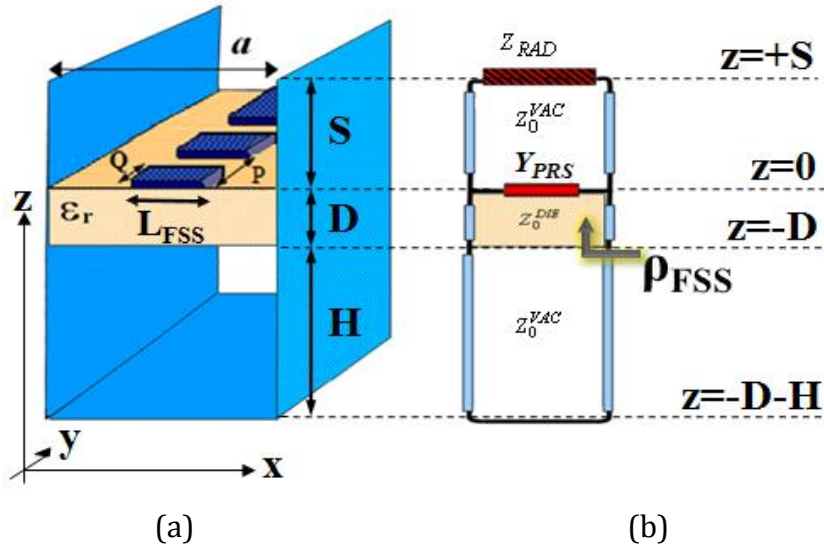 a
S
Q
P
z
εr
LFSS
D
H
y
x
(a)
ZRAD
Z0VAC
YPRS
Z0DIE
ρFSS
Z0VAC
z=+S
z=0
z=-D
z=-D-H
(b)